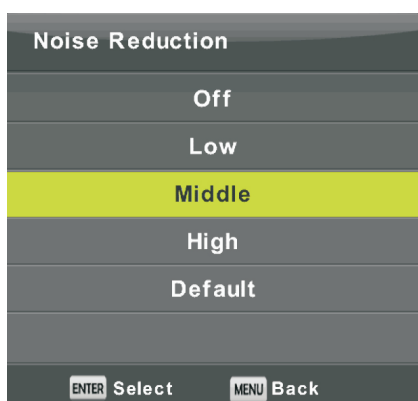 Noise Reduction
Off
Low
Middle
High
Default
ENTER Select MENU Back